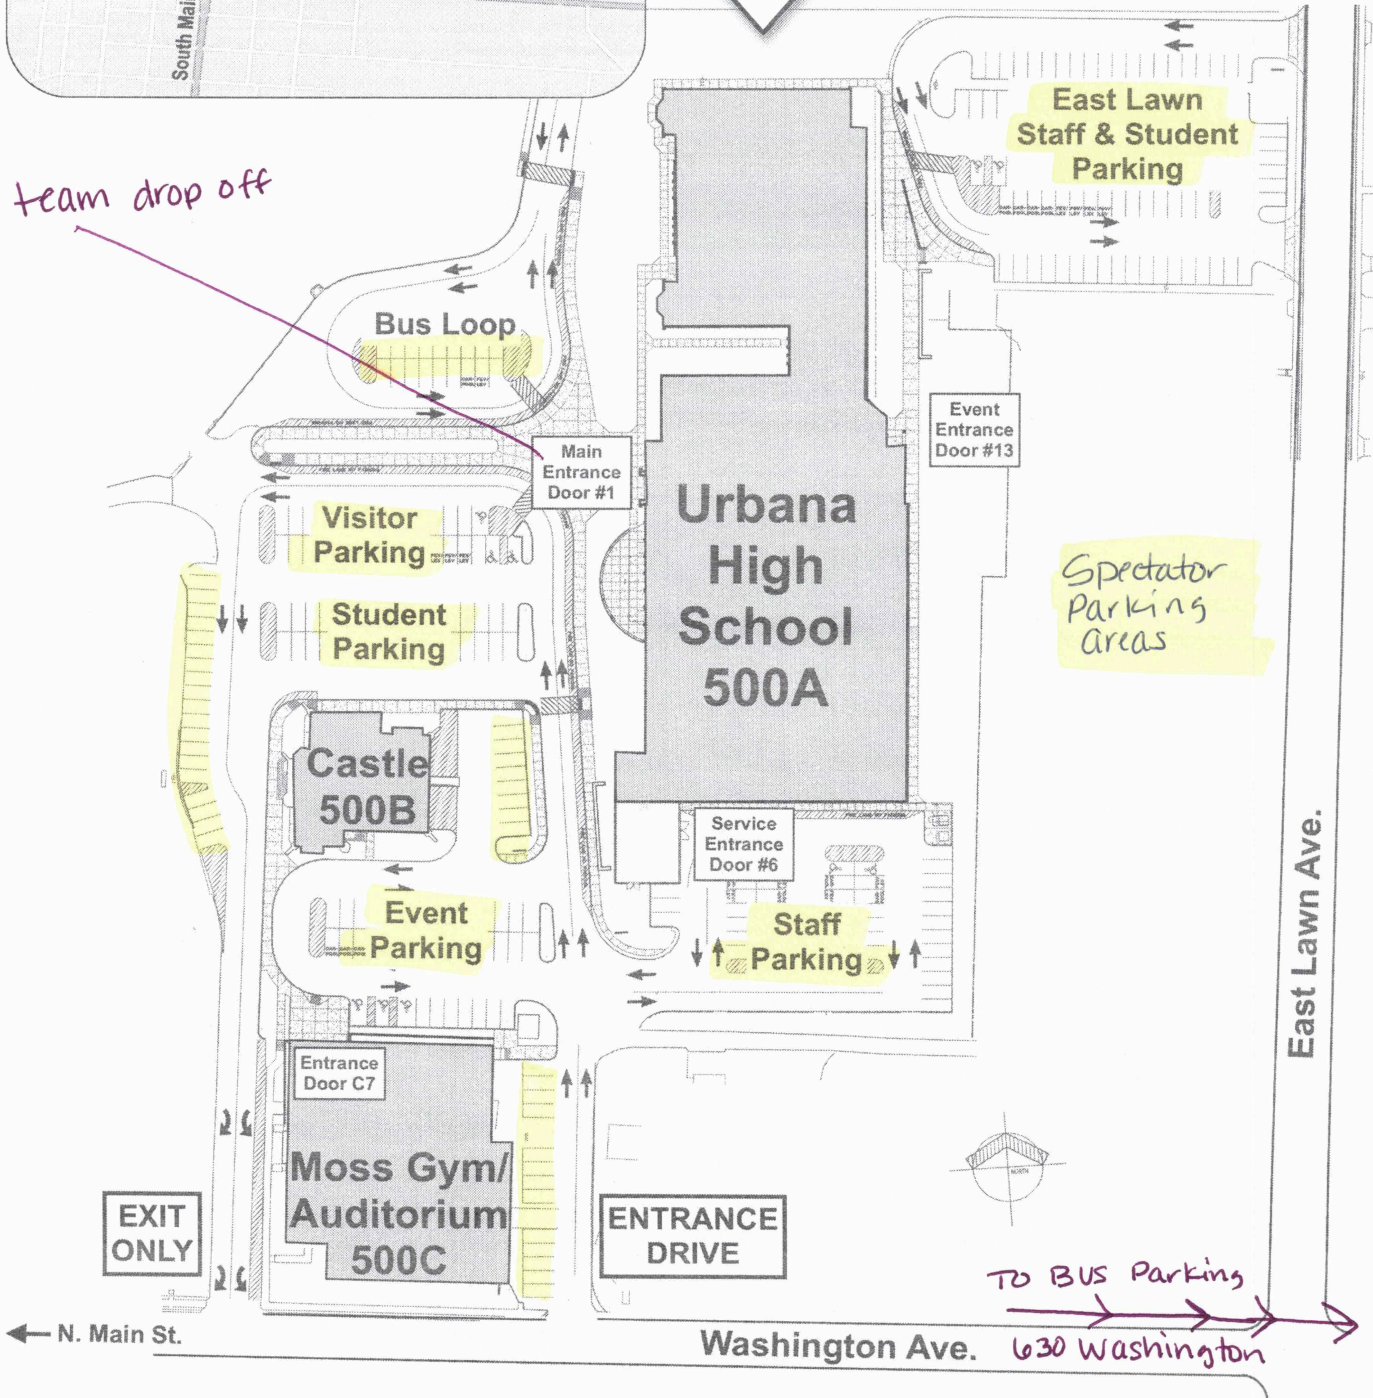 South Mai
East Lawn
Staff & Student
Parking
team drop off
Bus Loop
Main
Entrance
Door #1
Event
Entrance
Door #13
Urbana
High
School
500A
Visitor
Parking
Student
Parking
Spectator
Parking
areas
Castle
500B
Service
Entrance
Door #6
Event
Parking
Staff
Parking
East Lawn Ave.
Entrance
Door C7
NORTH
Moss Gym/
Auditorium
500C
EXIT
ONLY
ENTRANCE
DRIVE
TO BUS Parking
N. Main St.
Washington Ave.
630 Washington